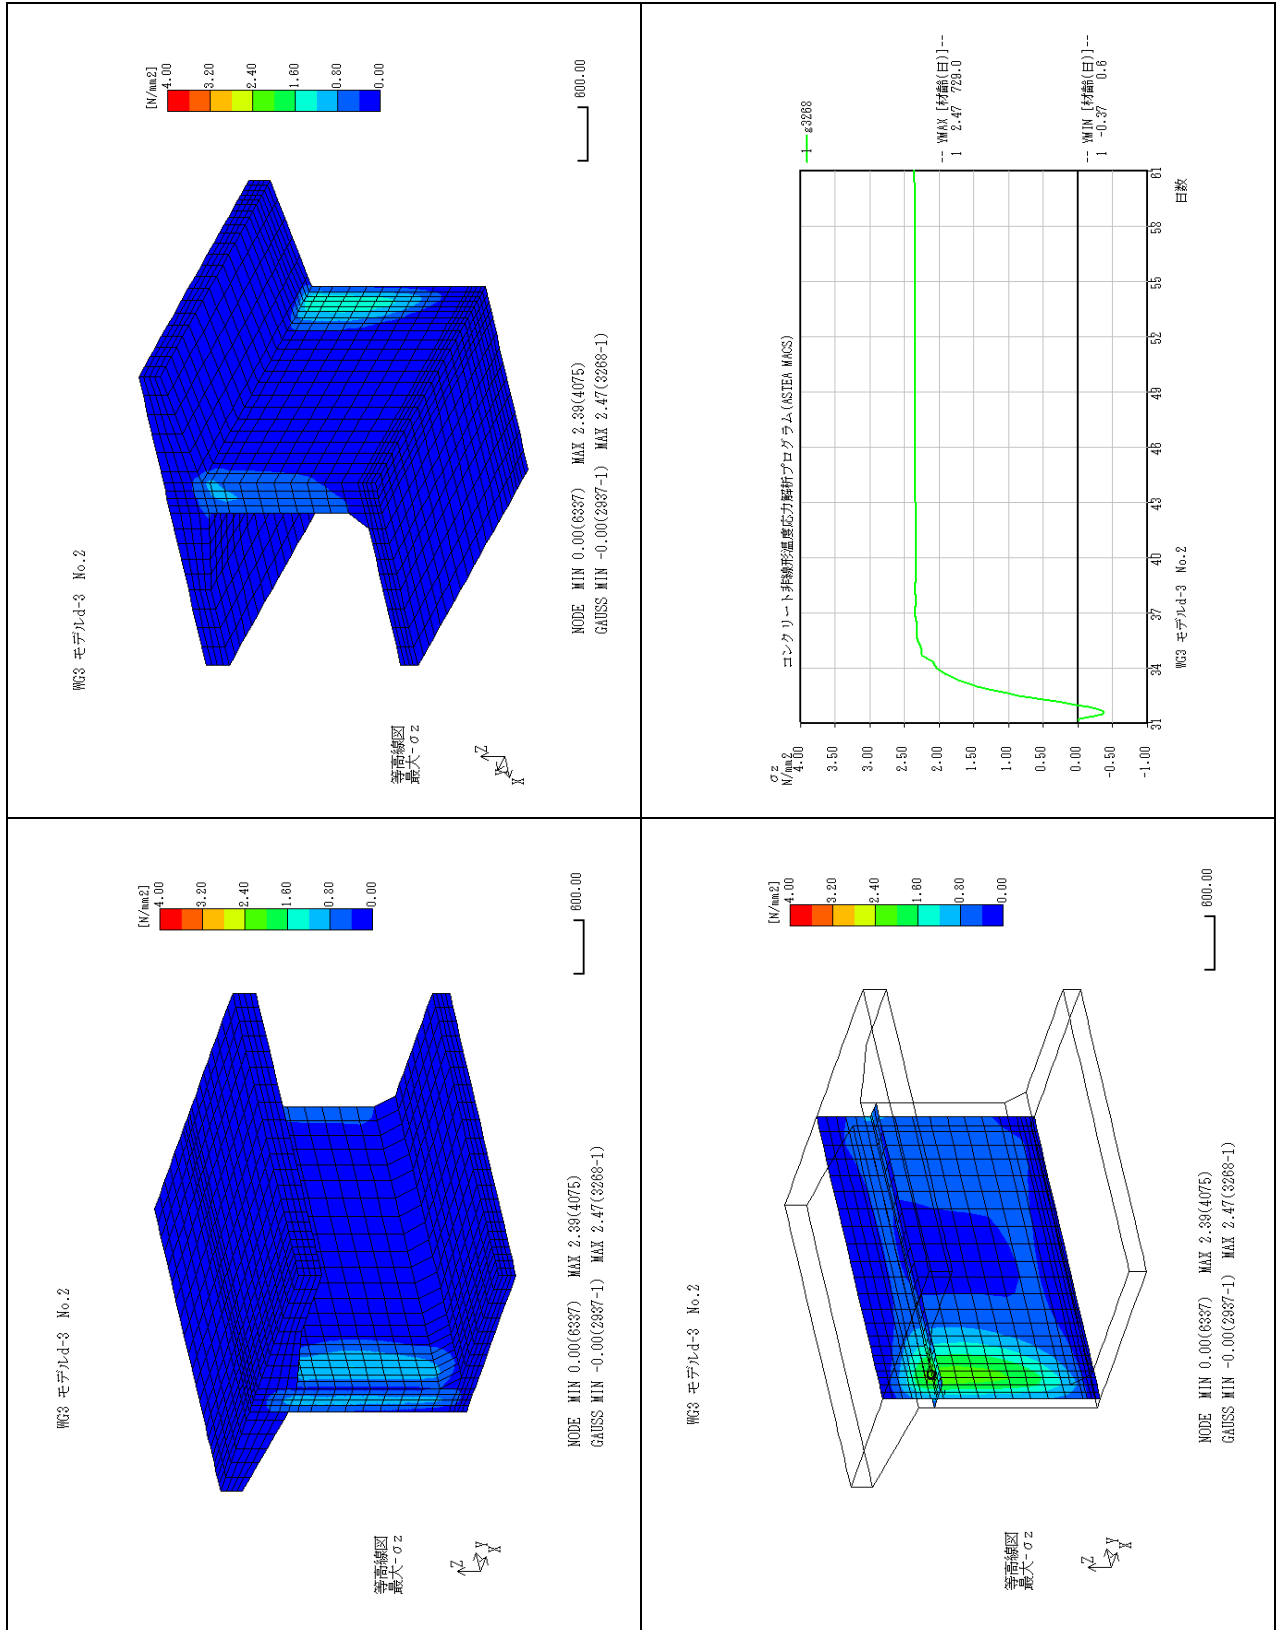 WG3 モデルd-3 No.2
[N/mm2]
4.00
3.20
2.40
1.60
0.80
0.00
600.00
等高線図
最大-σz
Z
Y
X
NODE MIN 0.00(6337) MAX 2.39(4075)
GAUSS MIN -0.00(2937-1) MAX 2.47(3268-1)
コンクリート非線形温度応力解析プログラム(ASTEA MACS)
σz
N/mm2
4.00
3.50
3.00
2.50
2.00
1.50
1.00
0.50
0.00
-0.50
-1.00
31
34
37
40
43
46
49
52
55
58
61
日数
1 g3268
-- YMAX [材齢(日)]--
1 2.47 729.0
-- YMIN [材齢(日)]--
1 -0.37 0.6
WG3 モデルd-3 No.2
WG3 モデルd-3 No.2
[N/mm2]
4.00
3.20
2.40
1.60
0.80
0.00
600.00
等高線図
最大-σz
Z
Y
X
NODE MIN 0.00(6337) MAX 2.39(4075)
GAUSS MIN -0.00(2937-1) MAX 2.47(3268-1)
WG3 モデルd-3 No.2
[N/mm2]
4.00
3.20
2.40
1.60
0.80
0.00
600.00
等高線図
最大-σz
Z
Y
X
NODE MIN 0.00(6337) MAX 2.39(4075)
GAUSS MIN -0.00(2937-1) MAX 2.47(3268-1)